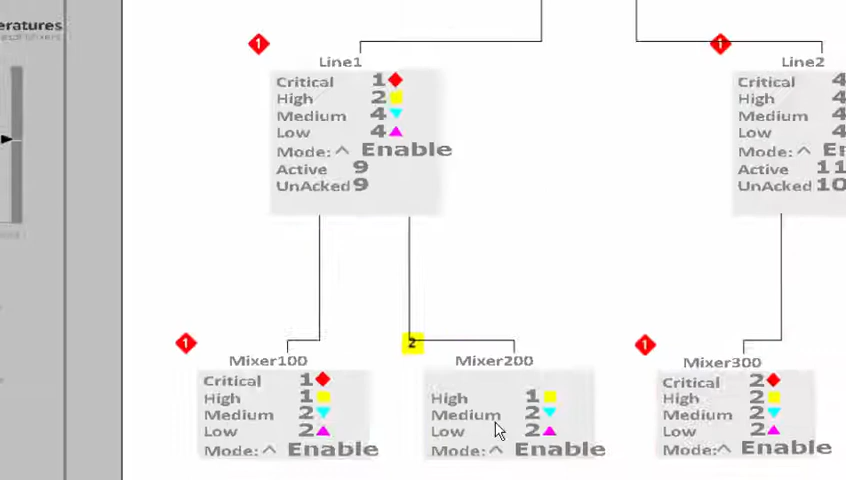 eratures
1
Line1
Critical 1
High 2
Medium 4
Low 4
Mode: ^ Enable
Active 9
UnAcked 9
1
Line2
Critical 4
High 4
Medium 4
Low 4
Mode: ^
Active 11
UnAcked 10
1
Mixer100
Critical 1
High 1
Medium 2
Low 2
Mode: ^ Enable
2
Mixer200
High 1
Medium 2
Low 2
Mode: ^ Enable
1
Mixer300
Critical 2
High 2
Medium 2
Low 2
Mode: ^ Enable